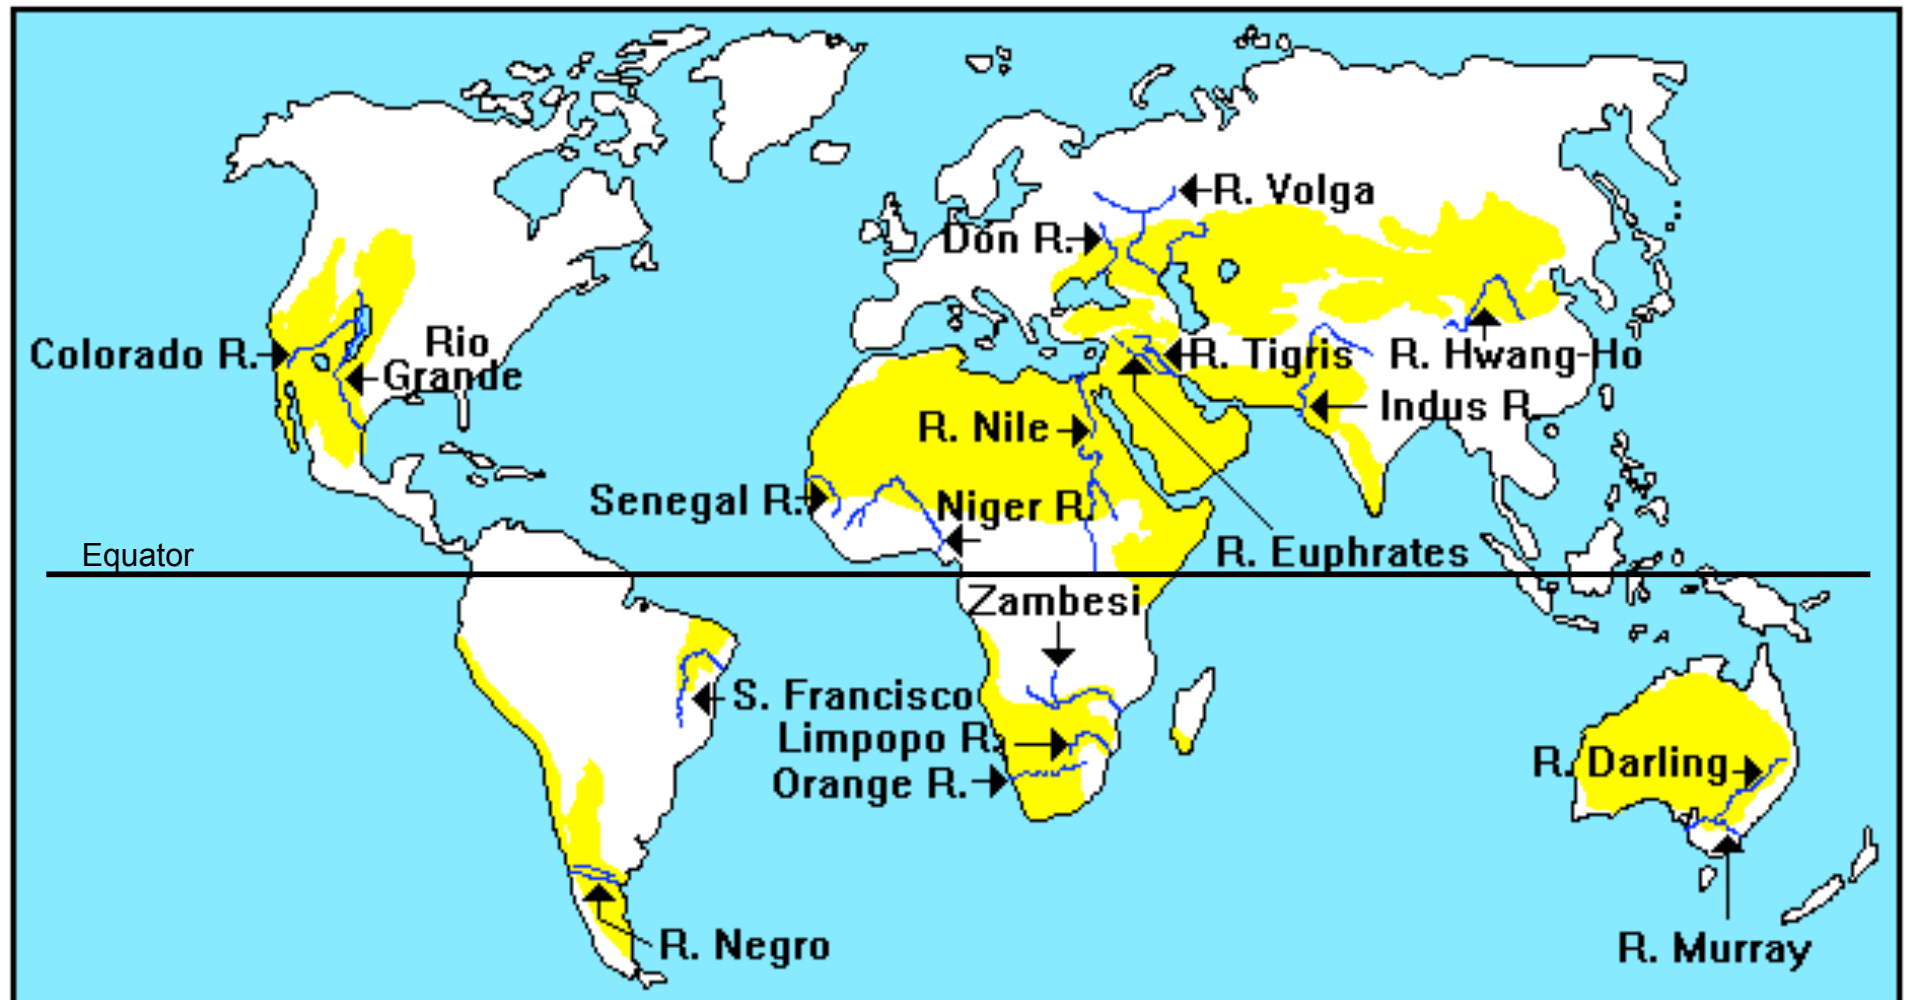 R. Volga
Don R.
Colorado R.
Rio
Grande
R. Tigris
R. Hwang-Ho
Indus R.
R. Nile
Senegal R.
Niger R.
R. Euphrates
Equator
Zambesi
S. Francisco
Limpopo R.
Orange R.
R. Darling
R. Negro
R. Murray